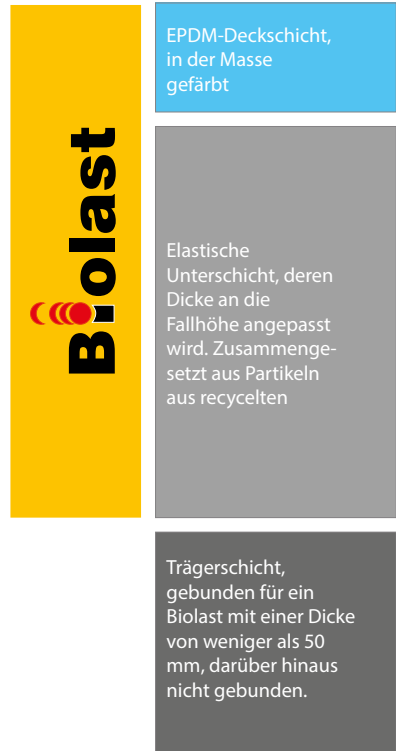 Biolast
EPDM-Deckschicht,
in der Masse
gefärbt
Elastische
Unterschicht, deren
Dicke an die
Fallhöhe angepasst
wird. Zusammenge-
setzt aus Partikeln
aus recycelten
Trägerschicht,
gebunden für ein
Biolast mit einer Dicke
von weniger als 50
mm, darüber hinaus
nicht gebunden.